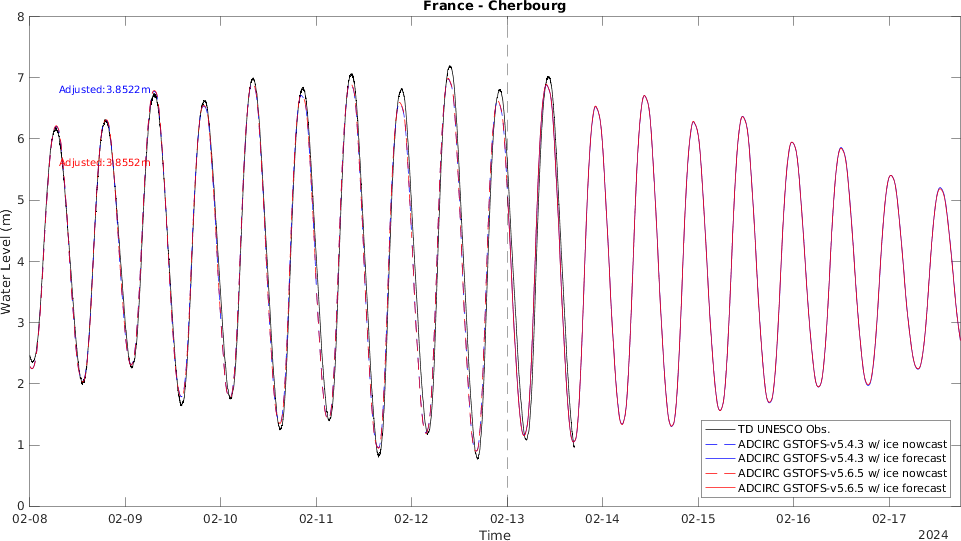 France - Cherbourg
8
7
Adjusted:3.8522m
6
Adjusted:3.8552m
5
4
3
2
1
0
Water Level (m)
TD UNESCO Obs.
ADCIRC GSTOFS-v5.4.3 w/ ice nowcast
ADCIRC GSTOFS-v5.4.3 w/ ice forecast
ADCIRC GSTOFS-v5.6.5 w/ ice nowcast
ADCIRC GSTOFS-v5.6.5 w/ ice forecast
02-08 02-09 02-10 02-11 02-12 02-13 02-14 02-15 02-16 02-17
Time
2024